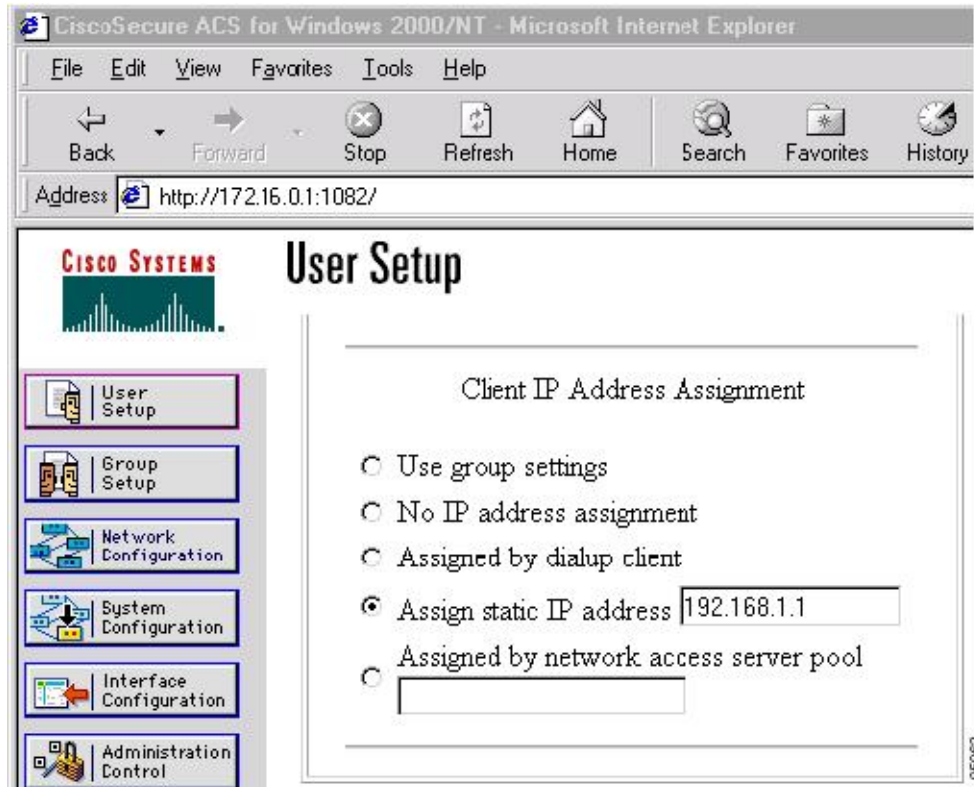 CiscoSecure ACS for Windows 2000/NT - Microsoft Internet Explorer
File Edit View Favorites Tools Help
Back Forward Stop Refresh Home Search Favorites History
Address http://172.16.0.1:1082/
CISCO SYSTEMS
User Setup
User
Setup
Group
Setup
Network
Configuration
System
Configuration
Interface
Configuration
Administration
Control
Client IP Address Assignment
Use group settings
No IP address assignment
Assigned by dialup client
Assign static IP address 192.168.1.1
Assigned by network access server pool